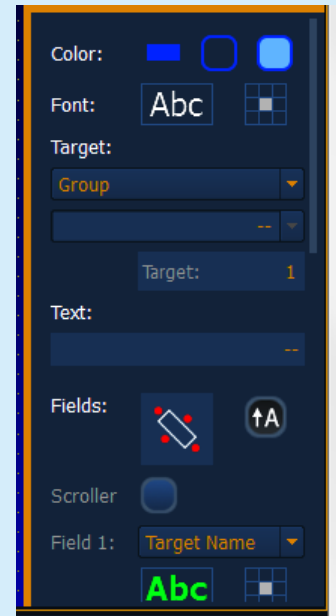 Color:
Font: Abc
Target:
Group
--
Target: 1
Text:
--
Fields: A
Scroller
Field 1: Target Name
Abc